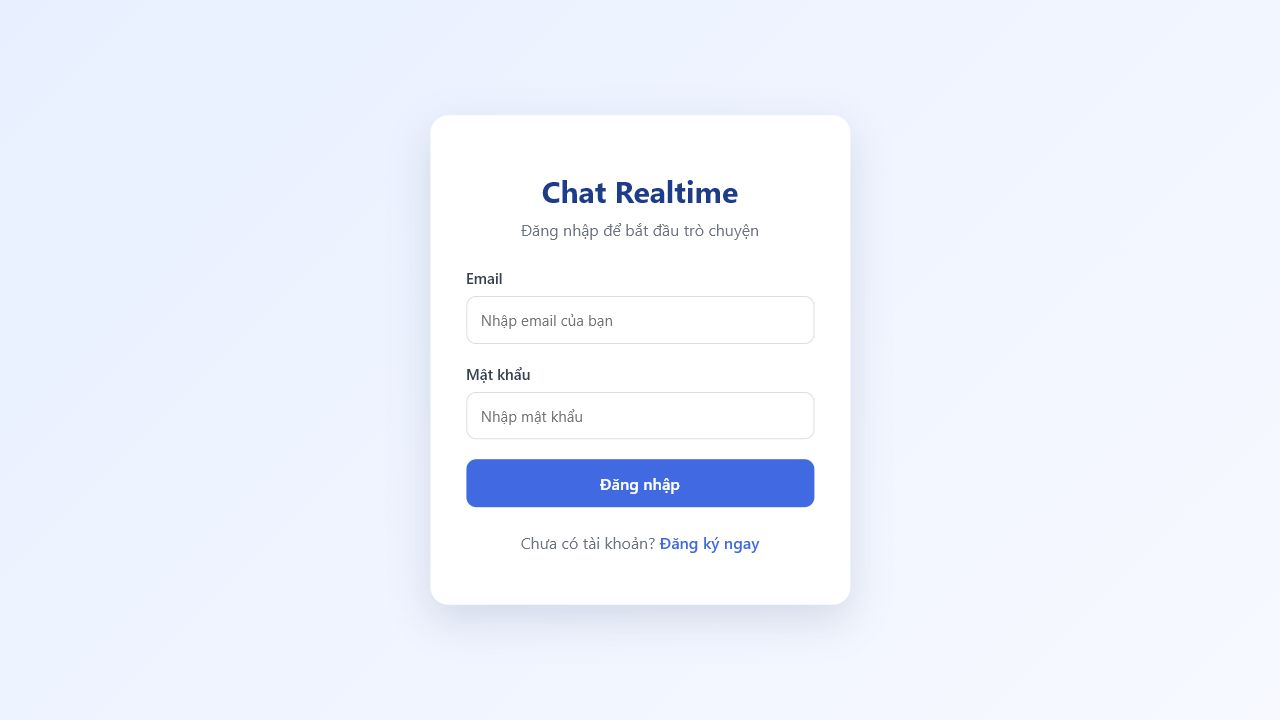 Chat Realtime
Đăng nhập để bắt đầu trò chuyện
Email
Nhập email của bạn
Mật khẩu
Nhập mật khẩu
Đăng nhập
Chưa có tài khoản? Đăng ký ngay